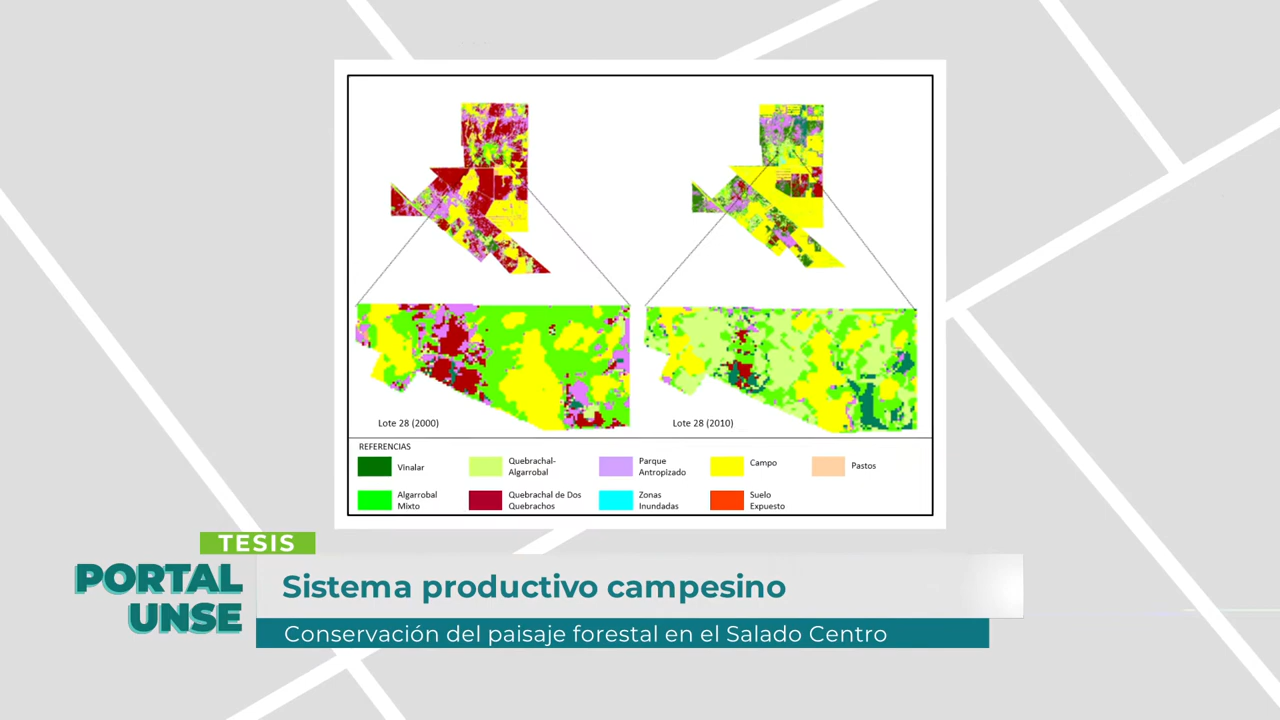 Lote 28 (2000)
Lote 28 (2010)
REFERENCIAS
Vinalar
Quebrachal-
Algarrobal
Parque
Antropizado
Campo
Pastos
Algarrobal
Mixto
Quebrachal de Dos
Quebrachos
Zonas
Inundadas
Suelo
Expuesto
TESIS
PORTAL
UNSE
Sistema productivo campesino
Conservación del paisaje forestal en el Salado Centro